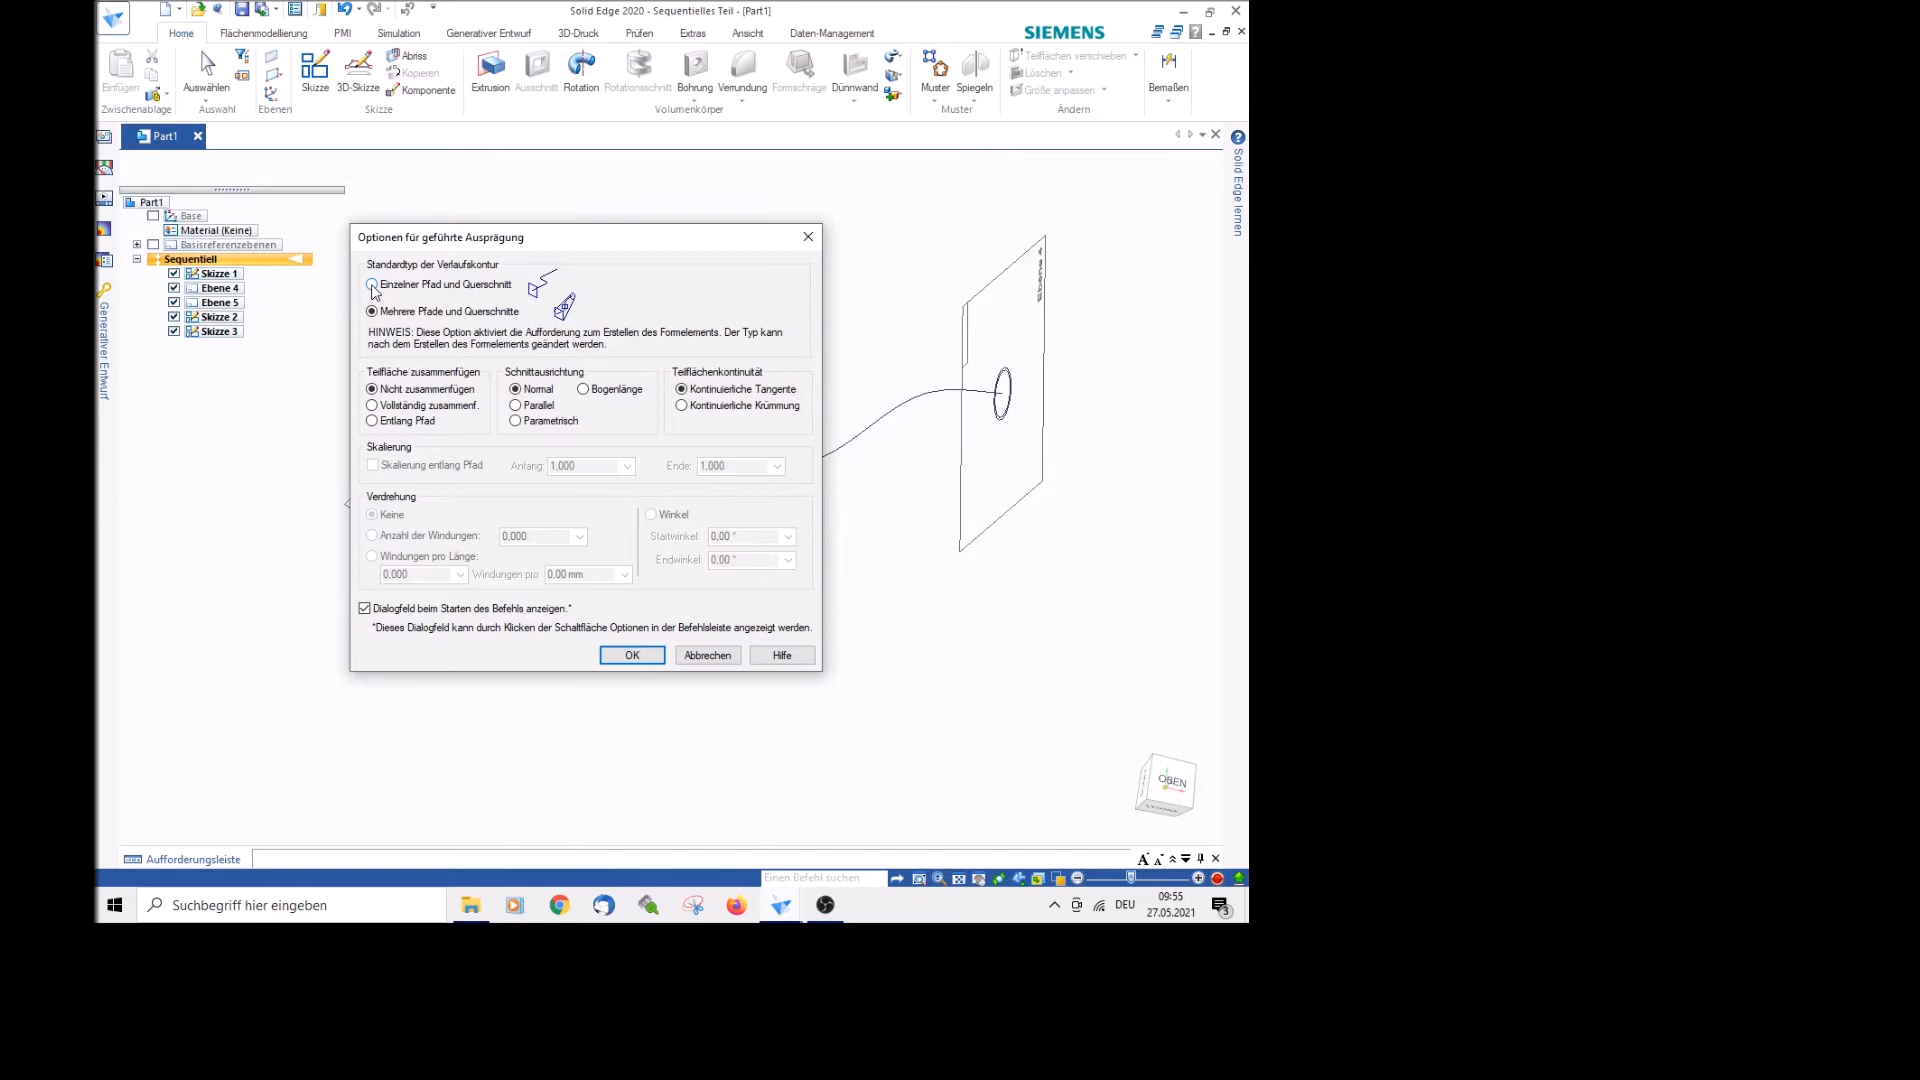 Solid Edge 2020 - Sequentielles Teil - [Part1]
Home Flächenmodellierung PMI Simulation Generativer Entwurf 3D-Druck Prüfen Extras Ansicht Daten-Management SIEMENS
Einfügen
Zwischenablage
Auswählen
Auswahl
Ebenen
Skizze 3D-Skizze
Abriss
Kopieren
Komponente
Skizze
Extrusion Ausschnitt Rotation Rotationsschnitt Bohrung Verrundung Formschräge Dünnwand
Volumenkörper
Muster Spiegeln
Muster
Teilflächen verschieben
Löschen
Größe anpassen
Ändern
Bemaßen
Part1
Solid Edge lernen
Generativer Entwurf
Part1
Base
Material (Keine)
Basisreferenzebenen
Sequentiell
Skizze 1
Ebene 4
Ebene 5
Skizze 2
Skizze 3
Optionen für geführte Ausprägung
Standardtyp der Verlaufskontur
Einzelner Pfad und Querschnitt
Mehrere Pfade und Querschnitte
HINWEIS: Diese Option aktiviert die Aufforderung zum Erstellen des Formelements. Der Typ kann
nach dem Erstellen des Formelements geändert werden.
Teilfläche zusammenfügen
Nicht zusammenfügen
Vollständig zusammenf.
Entlang Pfad
Schnittausrichtung
Normal Bogenlänge
Parallel
Parametrisch
Teilflächenkontinuität
Kontinuierliche Tangente
Kontinuierliche Krümmung
Skalierung
Skalierung entlang Pfad Anfang: 1,000 Ende: 1,000
Verdrehung
Keine
Anzahl der Windungen: 0,000
Windungen pro Länge:
0,000 Windungen pro 0,00 mm
Winkel
Startwinkel: 0,00 °
Endwinkel: 0,00 °
Dialogfeld beim Starten des Befehls anzeigen.*
*Dieses Dialogfeld kann durch Klicken der Schaltfläche Optionen in der Befehlsleiste angezeigt werden.
OK Abbrechen Hilfe
Ebene 4
OBEN
Aufforderungsleiste
Einen Befehl suchen
Suchbegriff hier eingeben
DEU
09:55
27.05.2021
3